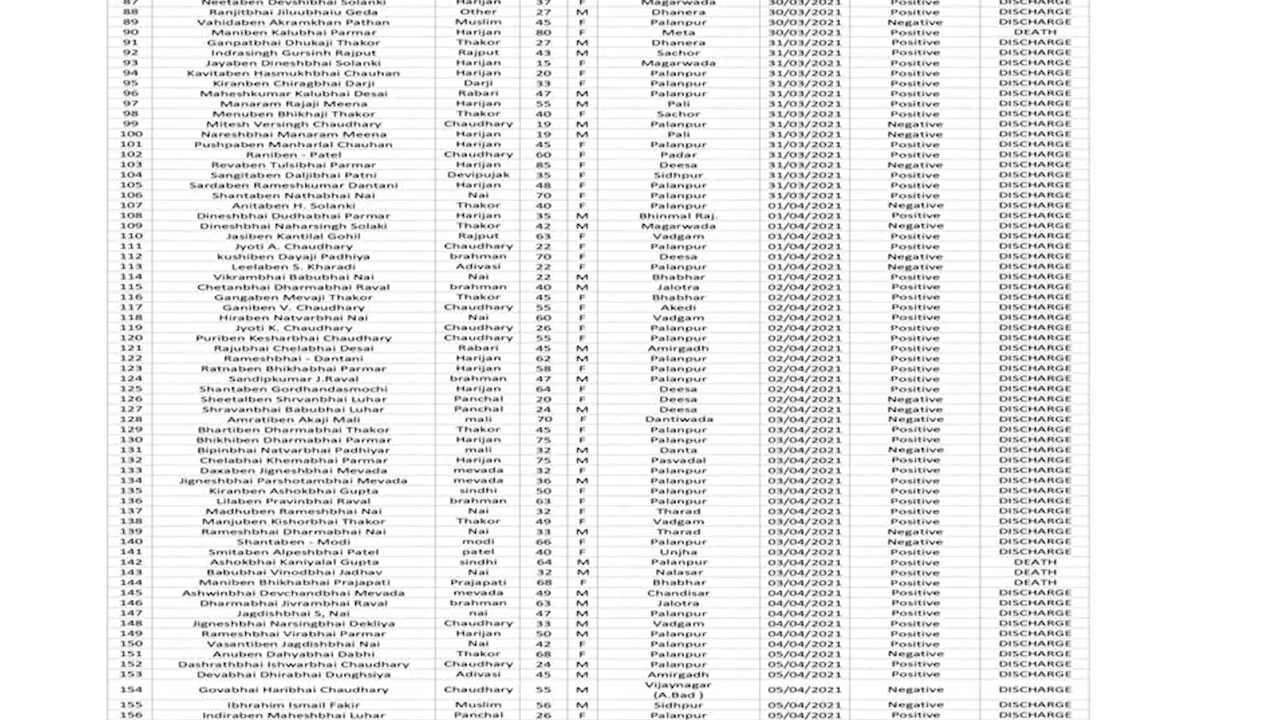 87 Neetaben Devshibhai Solanki Harijan 37 F Magarwada 30/03/2021 Positive DISCHARGE
88 Ranjitbhai Jiluubhaiu Geda Other 27 M Dhanera 30/03/2021 Positive DISCHARGE
89 Vahidaben Akramkhan Pathan Muslim 45 F Palanpur 30/03/2021 Negative DISCHARGE
90 Maniben Kalubhai Parmar Harijan 80 F Meta 30/03/2021 Positive DEATH
91 Ganpatbhai Dhukaji Thakor Thakor 27 M Dhanera 31/03/2021 Positive DISCHARGE
92 Indrasingh Gursinh Rajput Rajput 43 M Sachor 31/03/2021 Positive DISCHARGE
93 Jayaben Dineshbhai Solanki Harijan 15 F Magarwada 31/03/2021 Positive DISCHARGE
94 Kavitaben Hasmukhbhai Chauhan Harijan 20 F Palanpur 31/03/2021 Positive DISCHARGE
95 Kiranben Chiragbhai Darji Darji 33 F Palanpur 31/03/2021 Positive DISCHARGE
96 Maheshkumar Kalubhai Desai Rabari 47 M Palanpur 31/03/2021 Positive DISCHARGE
97 Manaram Rajaji Meena Harijan 55 M Pali 31/03/2021 Positive DISCHARGE
98 Menuben Bhikhaji Thakor Thakor 40 F Sachor 31/03/2021 Positive DISCHARGE
99 Mitesh Versingh Chaudhary Chaudhary 19 M Palanpur 31/03/2021 Negative DISCHARGE
100 Nareshbhai Manaram Meena Harijan 19 M Pali 31/03/2021 Negative DISCHARGE
101 Pushpaben Manharlal Chauhan Harijan 45 F Palanpur 31/03/2021 Positive DISCHARGE
102 Raniben - Patel Chaudhary 60 F Padar 31/03/2021 Positive DISCHARGE
103 Revaben Tulsibhai Parmar Harijan 85 F Deesa 31/03/2021 Negative DISCHARGE
104 Sangitaben Daljibhai Patni Devipujak 35 F Sidhpur 31/03/2021 Positive DISCHARGE
105 Sardaben Rameshkumar Dantani Harijan 48 F Palanpur 31/03/2021 Positive DISCHARGE
106 Shantaben Nathabhai Nai Nai 70 F Palanpur 31/03/2021 Positive DISCHARGE
107 Anitaben H. Solanki Thakor 40 F Palanpur 01/04/2021 Negative DISCHARGE
108 Dineshbhai Dudhabhai Parmar Harijan 35 M Bhinmal Raj. 01/04/2021 Positive DISCHARGE
109 Dineshbhai Naharsingh Solaki Thakor 42 M Magarwada 01/04/2021 Negative DISCHARGE
110 Jasiben Kantilal Gohil Rajput 63 F Vadgam 01/04/2021 Positive DISCHARGE
111 Jyoti A. Chaudhary Chaudhary 22 F Palanpur 01/04/2021 Positive DISCHARGE
112 kushiben Dayaji Padhiya brahman 70 F Deesa 01/04/2021 Negative DISCHARGE
113 Leelaben S. Kharadi Adivasi 22 F Palanpur 01/04/2021 Negative DISCHARGE
114 Vikrambhai Babubhai Nai Nai 22 M Bhabhar 01/04/2021 Positive DISCHARGE
115 Chetanbhai Dharmabhai Raval brahman 40 M Jalotra 02/04/2021 Positive DISCHARGE
116 Gangaben Mevaji Thakor Thakor 45 F Bhabhar 02/04/2021 Positive DISCHARGE
117 Ganiben V. Chaudhary Chaudhary 55 F Akedi 02/04/2021 Positive DISCHARGE
118 Hiraben Natvarbhai Nai Nai 60 F Vadgam 02/04/2021 Positive DISCHARGE
119 Jyoti K. Chaudhary Chaudhary 26 F Palanpur 02/04/2021 Positive DISCHARGE
120 Puriben Kesharbhai Chaudhary Chaudhary 55 F Palanpur 02/04/2021 Positive DISCHARGE
121 Rajubhai Chelabhai Desai Rabari 45 M Amirgadh 02/04/2021 Positive DISCHARGE
122 Rameshbhai - Dantani Harijan 62 M Palanpur 02/04/2021 Positive DISCHARGE
123 Ratnaben Bhikhabhai Parmar Harijan 58 F Palanpur 02/04/2021 Positive DISCHARGE
124 Sandipkumar J.Raval brahman 47 M Palanpur 02/04/2021 Positive DISCHARGE
125 Shantaben Gordhandasmochi Harijan 64 F Deesa 02/04/2021 Positive DISCHARGE
126 Sheetalben Shrvanbhai Luhar Panchal 20 F Deesa 02/04/2021 Negative DISCHARGE
127 Shravanbhai Babubhai Luhar Panchal 24 M Deesa 02/04/2021 Negative DISCHARGE
128 Amratiben Akaji Mali mali 70 F Dantiwada 03/04/2021 Negative DISCHARGE
129 Bhartiben Dharmabhai Thakor Thakor 45 F Palanpur 03/04/2021 Positive DISCHARGE
130 Bhikhiben Dharmabhai Parmar Harijan 75 F Palanpur 03/04/2021 Positive DISCHARGE
131 Bipinbhai Natvarbhai Padhiyar mali 32 M Danta 03/04/2021 Negative DISCHARGE
132 Chelabhai Khemabhai Parmar Harijan 75 M Pasvadal 03/04/2021 Positive DISCHARGE
133 Daxaben Jigneshbhai Mevada mevada 32 F Palanpur 03/04/2021 Positive DISCHARGE
134 Jigneshbhai Parshotambhai Mevada mevada 36 M Palanpur 03/04/2021 Positive DISCHARGE
135 Kiranben Ashokbhai Gupta sindhi 50 F Palanpur 03/04/2021 Positive DISCHARGE
136 Lilaben Pravinbhai Raval brahman 63 F Palanpur 03/04/2021 Positive DISCHARGE
137 Madhuben Rameshbhai Nai Nai 32 F Tharad 03/04/2021 Positive DISCHARGE
138 Manjuben Kishorbhai Thakor Thakor 49 F Vadgam 03/04/2021 Positive DISCHARGE
139 Rameshbhai Dharmabhai Nai Nai 33 M Tharad 03/04/2021 Negative DISCHARGE
140 Shantaben - Modi modi 66 F Palanpur 03/04/2021 Negative DISCHARGE
141 Smitaben Alpeshbhai Patel patel 40 F Unjha 03/04/2021 Positive DISCHARGE
142 Ashokbhai Kaniyalal Gupta sindhi 64 M Palanpur 03/04/2021 Positive DEATH
143 Babubhai Vinodbhai Jadhav Nai 32 M Nalasar 03/04/2021 Positive DEATH
144 Maniben Bhikhabhai Prajapati Prajapati 68 F Bhabhar 03/04/2021 Positive DEATH
145 Ashwinbhai Devchandbhai Mevada mevada 49 M Chandisar 04/04/2021 Positive DISCHARGE
146 Dharmabhai Jivrambhai Raval brahman 63 M Jalotra 04/04/2021 Positive DISCHARGE
147 Jagdishbhai S, Nai nai 47 M Palanpur 04/04/2021 Positive DISCHARGE
148 Jigneshbhai Narsingbhai Dekliya Chaudhary 33 M Vadgam 04/04/2021 Positive DISCHARGE
149 Rameshbhai Virabhai Parmar Harijan 50 M Palanpur 04/04/2021 Positive DISCHARGE
150 Vasantiben Jagdishbhai Nai Nai 42 F Palanpur 04/04/2021 Positive DISCHARGE
151 Anuben Dahyabhai Dabhi Thakor 68 F Palanpur 05/04/2021 Negative DISCHARGE
152 Dashrathbhai Ishwarbhai Chaudhary Chaudhary 24 M Palanpur 05/04/2021 Positive DISCHARGE
153 Devabhai Dhirabhai Dunghsiya Adivasi 45 M Amirgadh 05/04/2021 Positive DISCHARGE
154 Govabhai Haribhai Chaudhary Chaudhary 55 M Vijaynagar (A.Bad ) 05/04/2021 Negative DISCHARGE
155 Ibhrahim Ismail Fakir Muslim 56 M Sidhpur 05/04/2021 Negative DISCHARGE
156 Indiraben Maheshbhai Luhar Panchal 26 F Palanpur 05/04/2021 Positive DISCHARGE